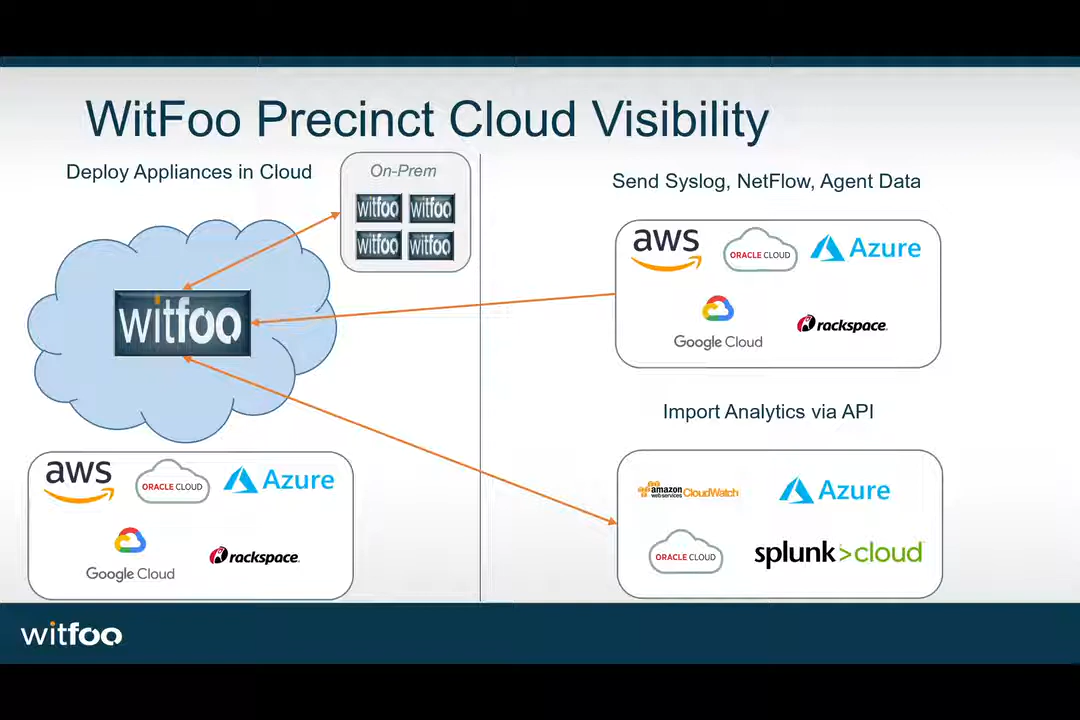 WitFoo Precinct Cloud Visibility
Deploy Appliances in Cloud
On-Prem
witfoo witfoo
witfoo witfoo
witfoo
aws ORACLE CLOUD Azure
Google Cloud rackspace
Send Syslog, NetFlow, Agent Data
aws ORACLE CLOUD Azure
Google Cloud rackspace
Import Analytics via API
amazon webservices CloudWatch Azure
ORACLE CLOUD splunk>cloud
witfoo